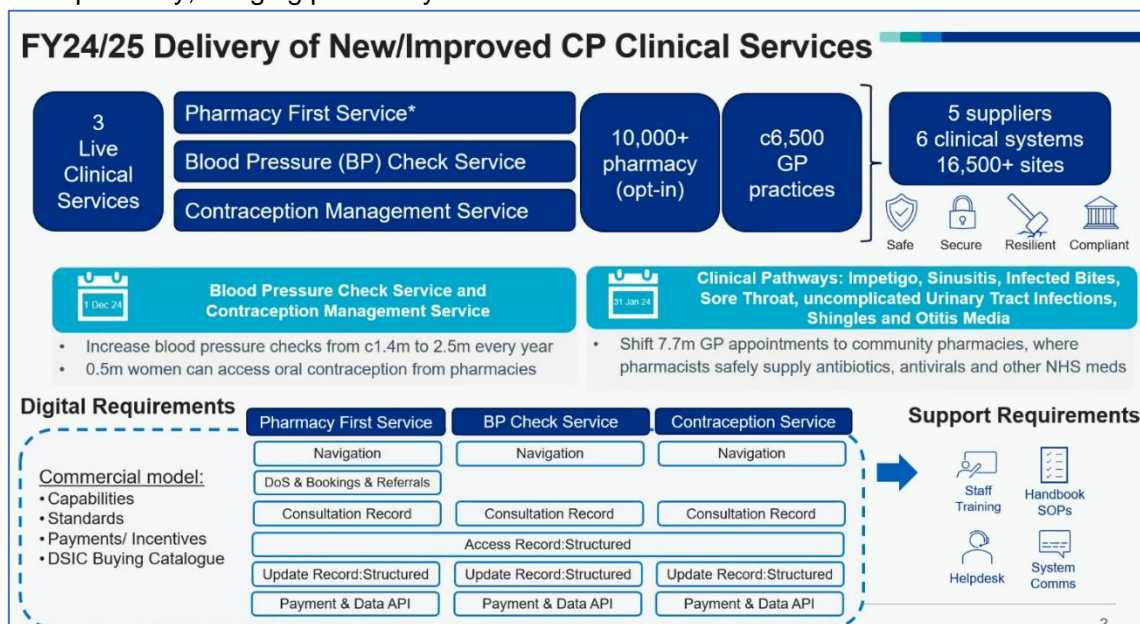 FY24/25 Delivery of New/Improved CP Clinical Services
3
Live
Clinical
Services
Pharmacy First Service*
Blood Pressure (BP) Check Service
Contraception Management Service
10,000+
pharmacy
(opt-in)
c6,500
GP
practices
5 suppliers
6 clinical systems
16,500+ sites
Safe
Secure
Resilient
Compliant
1 Dec 24
Blood Pressure Check Service and
Contraception Management Service
• Increase blood pressure checks from c1.4m to 2.5m every year
• 0.5m women can access oral contraception from pharmacies
31 Jan 24
Clinical Pathways: Impetigo, Sinusitis, Infected Bites,
Sore Throat, uncomplicated Urinary Tract Infections,
Shingles and Otitis Media
• Shift 7.7m GP appointments to community pharmacies, where
pharmacists safely supply antibiotics, antivirals and other NHS meds
Digital Requirements
Commercial model:
• Capabilities
• Standards
• Payments/ Incentives
• DSIC Buying Catalogue
Pharmacy First Service
BP Check Service
Contraception Service
Navigation
Navigation
Navigation
DoS & Bookings & Referrals
Consultation Record
Consultation Record
Consultation Record
Access Record:Structured
Update Record:Structured
Update Record:Structured
Update Record:Structured
Payment & Data API
Payment & Data API
Payment & Data API
Support Requirements
Staff
Training
Handbook
SOPs
Helpdesk
System
Comms